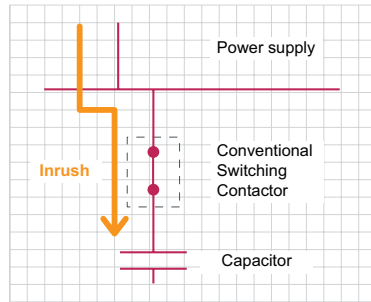 Power supply
Conventional
Switching
Contactor
Inrush
Capacitor